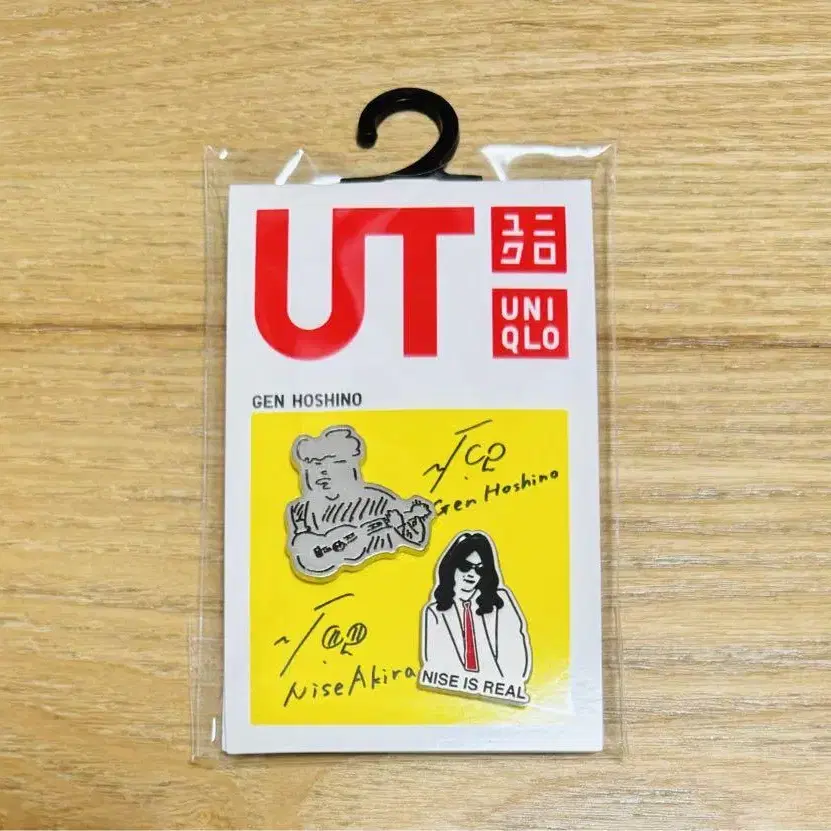 UT
ユニ
クロ
UNI
QLO
GEN HOSHINO
Gen Hoshino
Nise Akira
NISE IS REAL